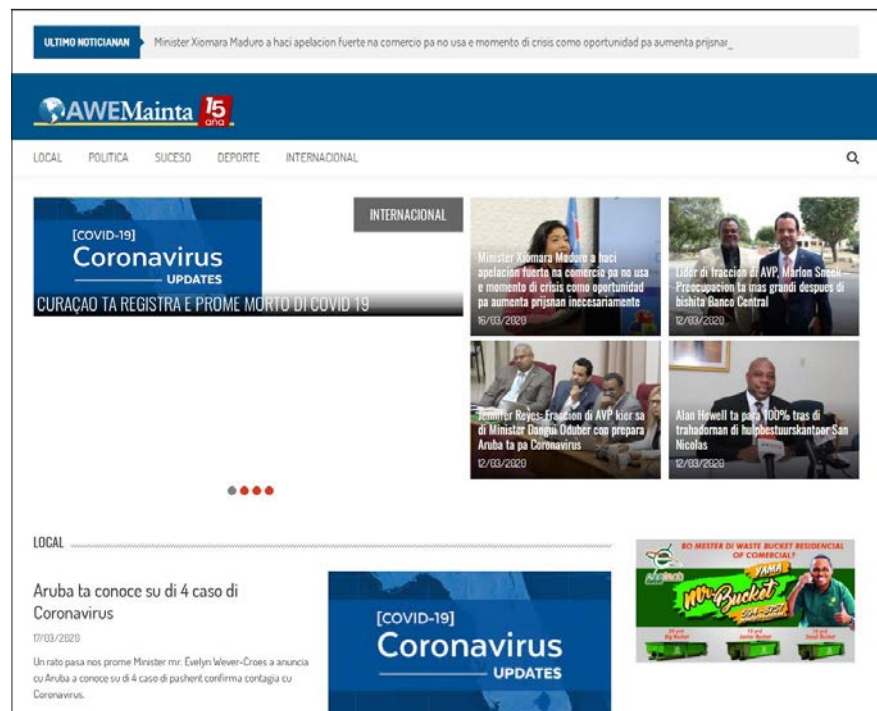 ULTIMO NOTICIANAN
Minister Xiomara Maduro a haci apelacion fuerte na comercio pa no usa e momento di crisis como oportunidad pa aumenta prijsnan_
AWEMainta 15
aña
LOCAL POLITICA SUCESO DEPORTE INTERNACIONAL
INTERNACIONAL
[COVID-19]
Coronavirus
UPDATES
CURAÇAO TA REGISTRA E PROME MORTO DI COVID 19
Minister Xiomara Maduro a haci
apelacion fuerte na comercio pa no usa
e momento di crisis como oportunidad
pa aumenta prijsnan inecesariamente
16/03/2020
Lider di fraccion di AVP, Marlon Sneek –
Preocupacion ta mas grandi despues di
bishita Banco Central
12/03/2020
Jennifer Reyes: Fraccion di AVP kier sa
di Minister Dangui Oduber con prepara
Aruba ta pa Coronavirus
12/03/2020
Alan Howell ta para 100% tras di
trahadornan di hulpbestuurskantoor San
Nicolas
12/03/2020
LOCAL
Aruba ta conoce su di 4 caso di
Coronavirus
17/03/2020
Un rato pasa nos prome Minister mr. Evelyn Wever-Croes a anuncia
cu Aruba a conoce su di 4 caso di pashent confirma contagia cu
Coronavirus.
[COVID-19]
Coronavirus
UPDATES
BO MESTER DI WASTE BUCKET RESIDENCIAL
OF COMERCIAL?
YAMA
Mr. Bucket